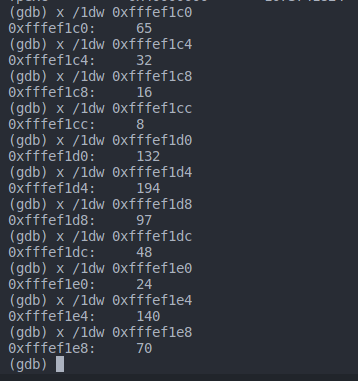 (gdb) x /1dw 0xfffef1c0
0xfffef1c0:     65
(gdb) x /1dw 0xfffef1c4
0xfffef1c4:     32
(gdb) x /1dw 0xfffef1c8
0xfffef1c8:     16
(gdb) x /1dw 0xfffef1cc
0xfffef1cc:     8
(gdb) x /1dw 0xfffef1d0
0xfffef1d0:     132
(gdb) x /1dw 0xfffef1d4
0xfffef1d4:     194
(gdb) x /1dw 0xfffef1d8
0xfffef1d8:     97
(gdb) x /1dw 0xfffef1dc
0xfffef1dc:     48
(gdb) x /1dw 0xfffef1e0
0xfffef1e0:     24
(gdb) x /1dw 0xfffef1e4
0xfffef1e4:     140
(gdb) x /1dw 0xfffef1e8
0xfffef1e8:     70
(gdb)